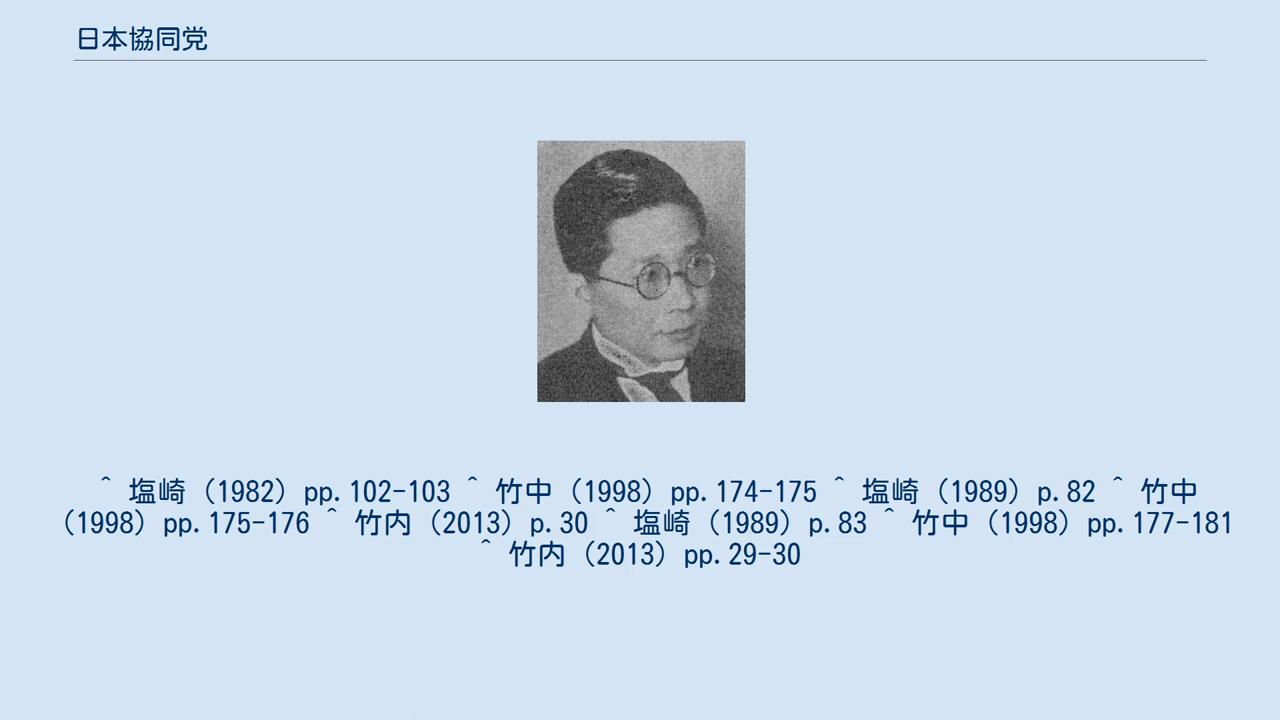 日本協同党
^ 塩崎（1982）pp.102-103 ^ 竹中（1998）pp.174-175 ^ 塩崎（1989）p.82 ^ 竹中
（1998）pp.175-176 ^ 竹内（2013）p.30 ^ 塩崎（1989）p.83 ^ 竹中（1998）pp.177-181
^ 竹内（2013）pp.29-30